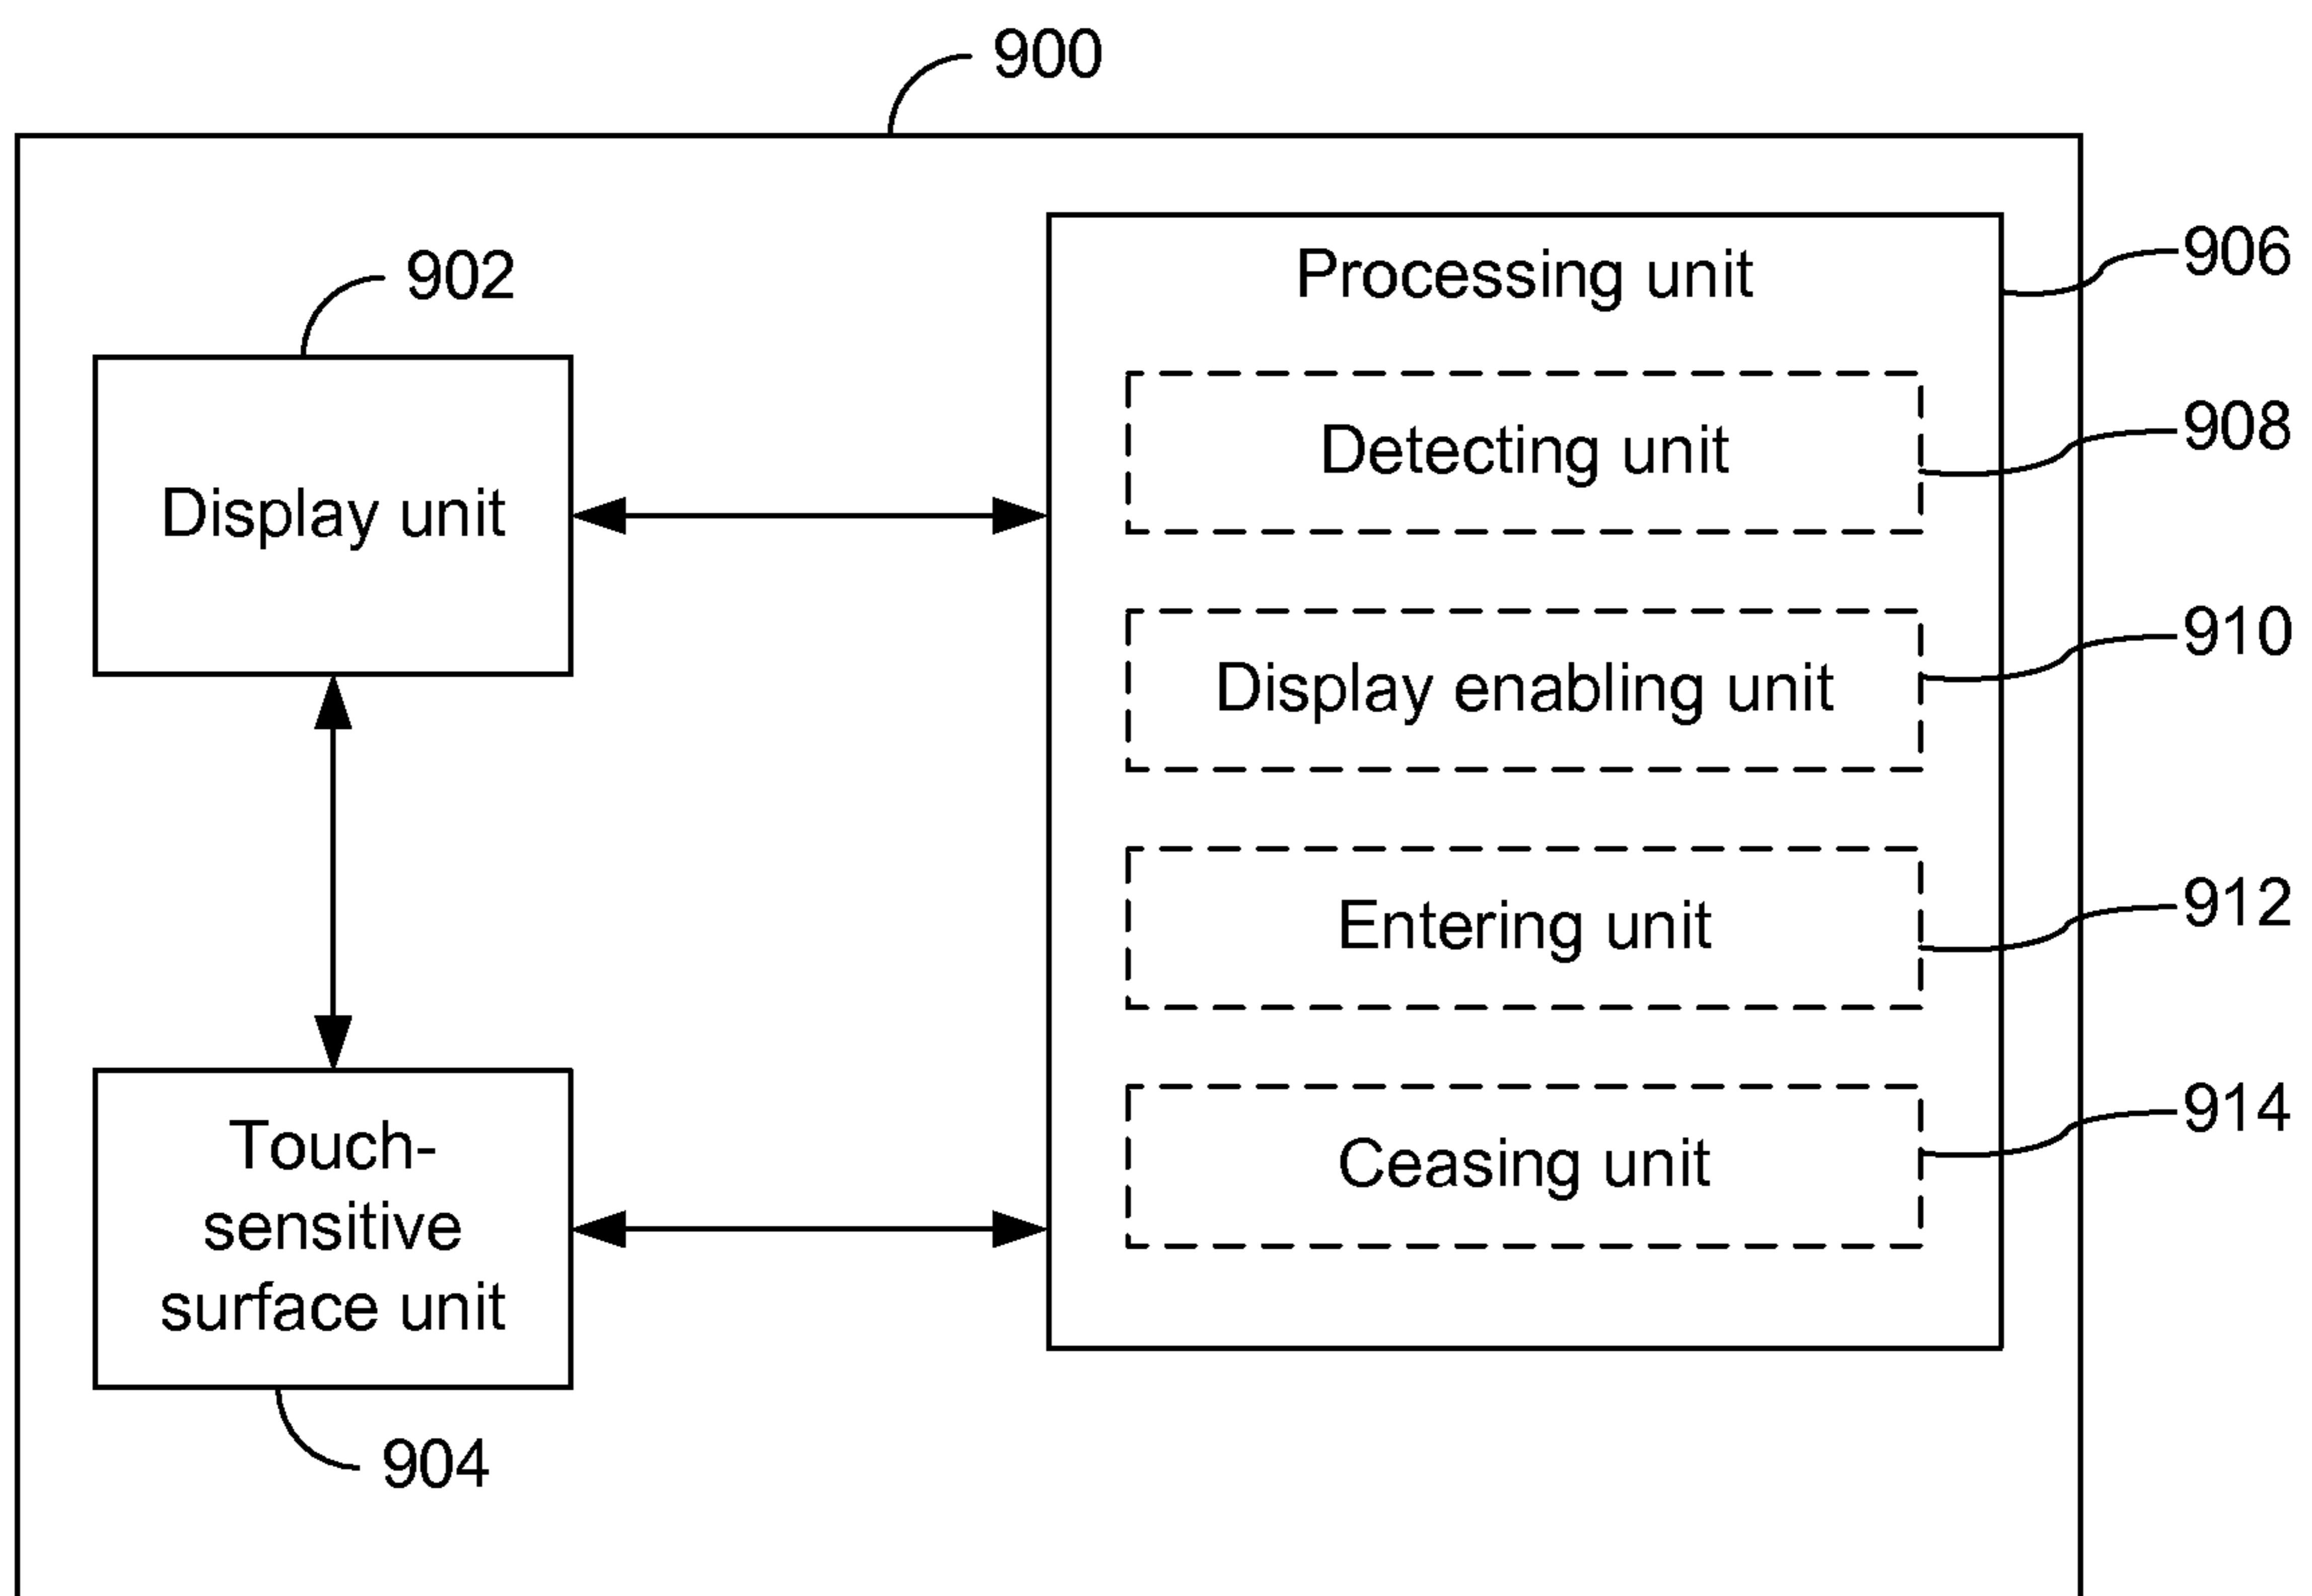 900
902
Display unit
Touch-
sensitive
surface unit
904
Processing unit
906
Detecting unit
908
Display enabling unit
910
Entering unit
912
Ceasing unit
914